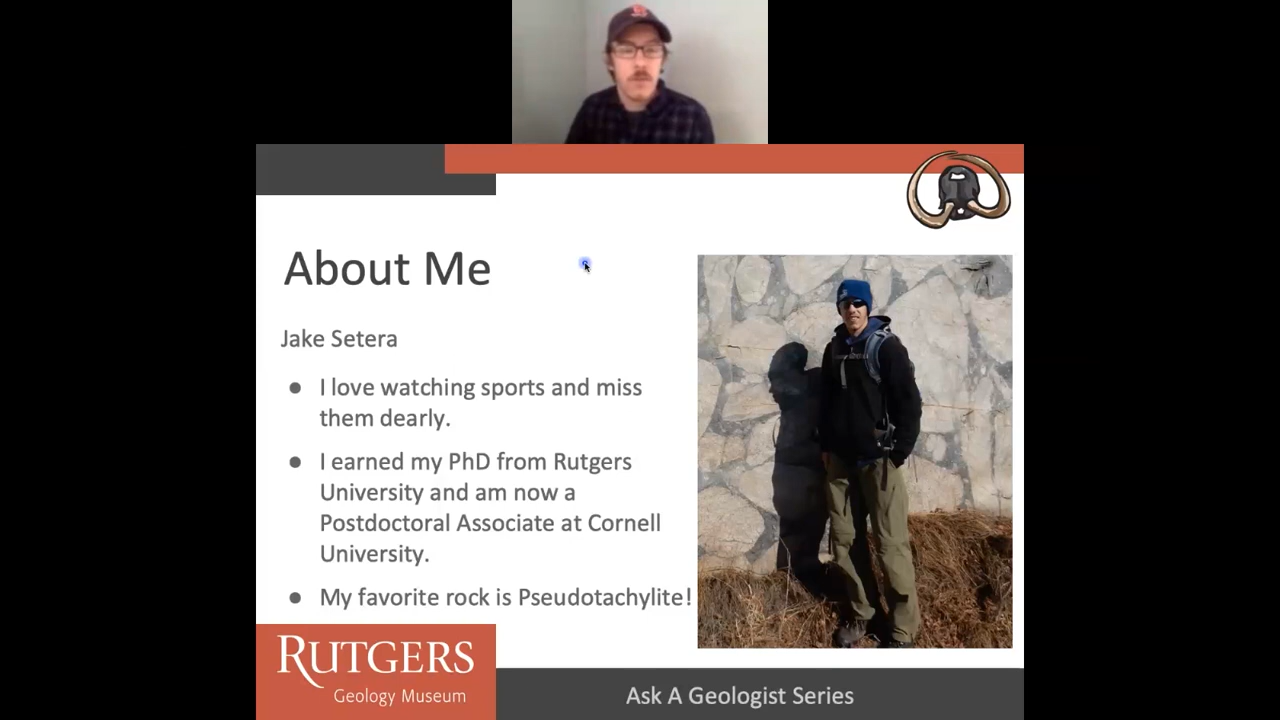 About Me
Jake Setera
● I love watching sports and miss
them dearly.
● I earned my PhD from Rutgers
University and am now a
Postdoctoral Associate at Cornell
University.
● My favorite rock is Pseudotachylite!
RUTGERS
Geology Museum
Ask A Geologist Series